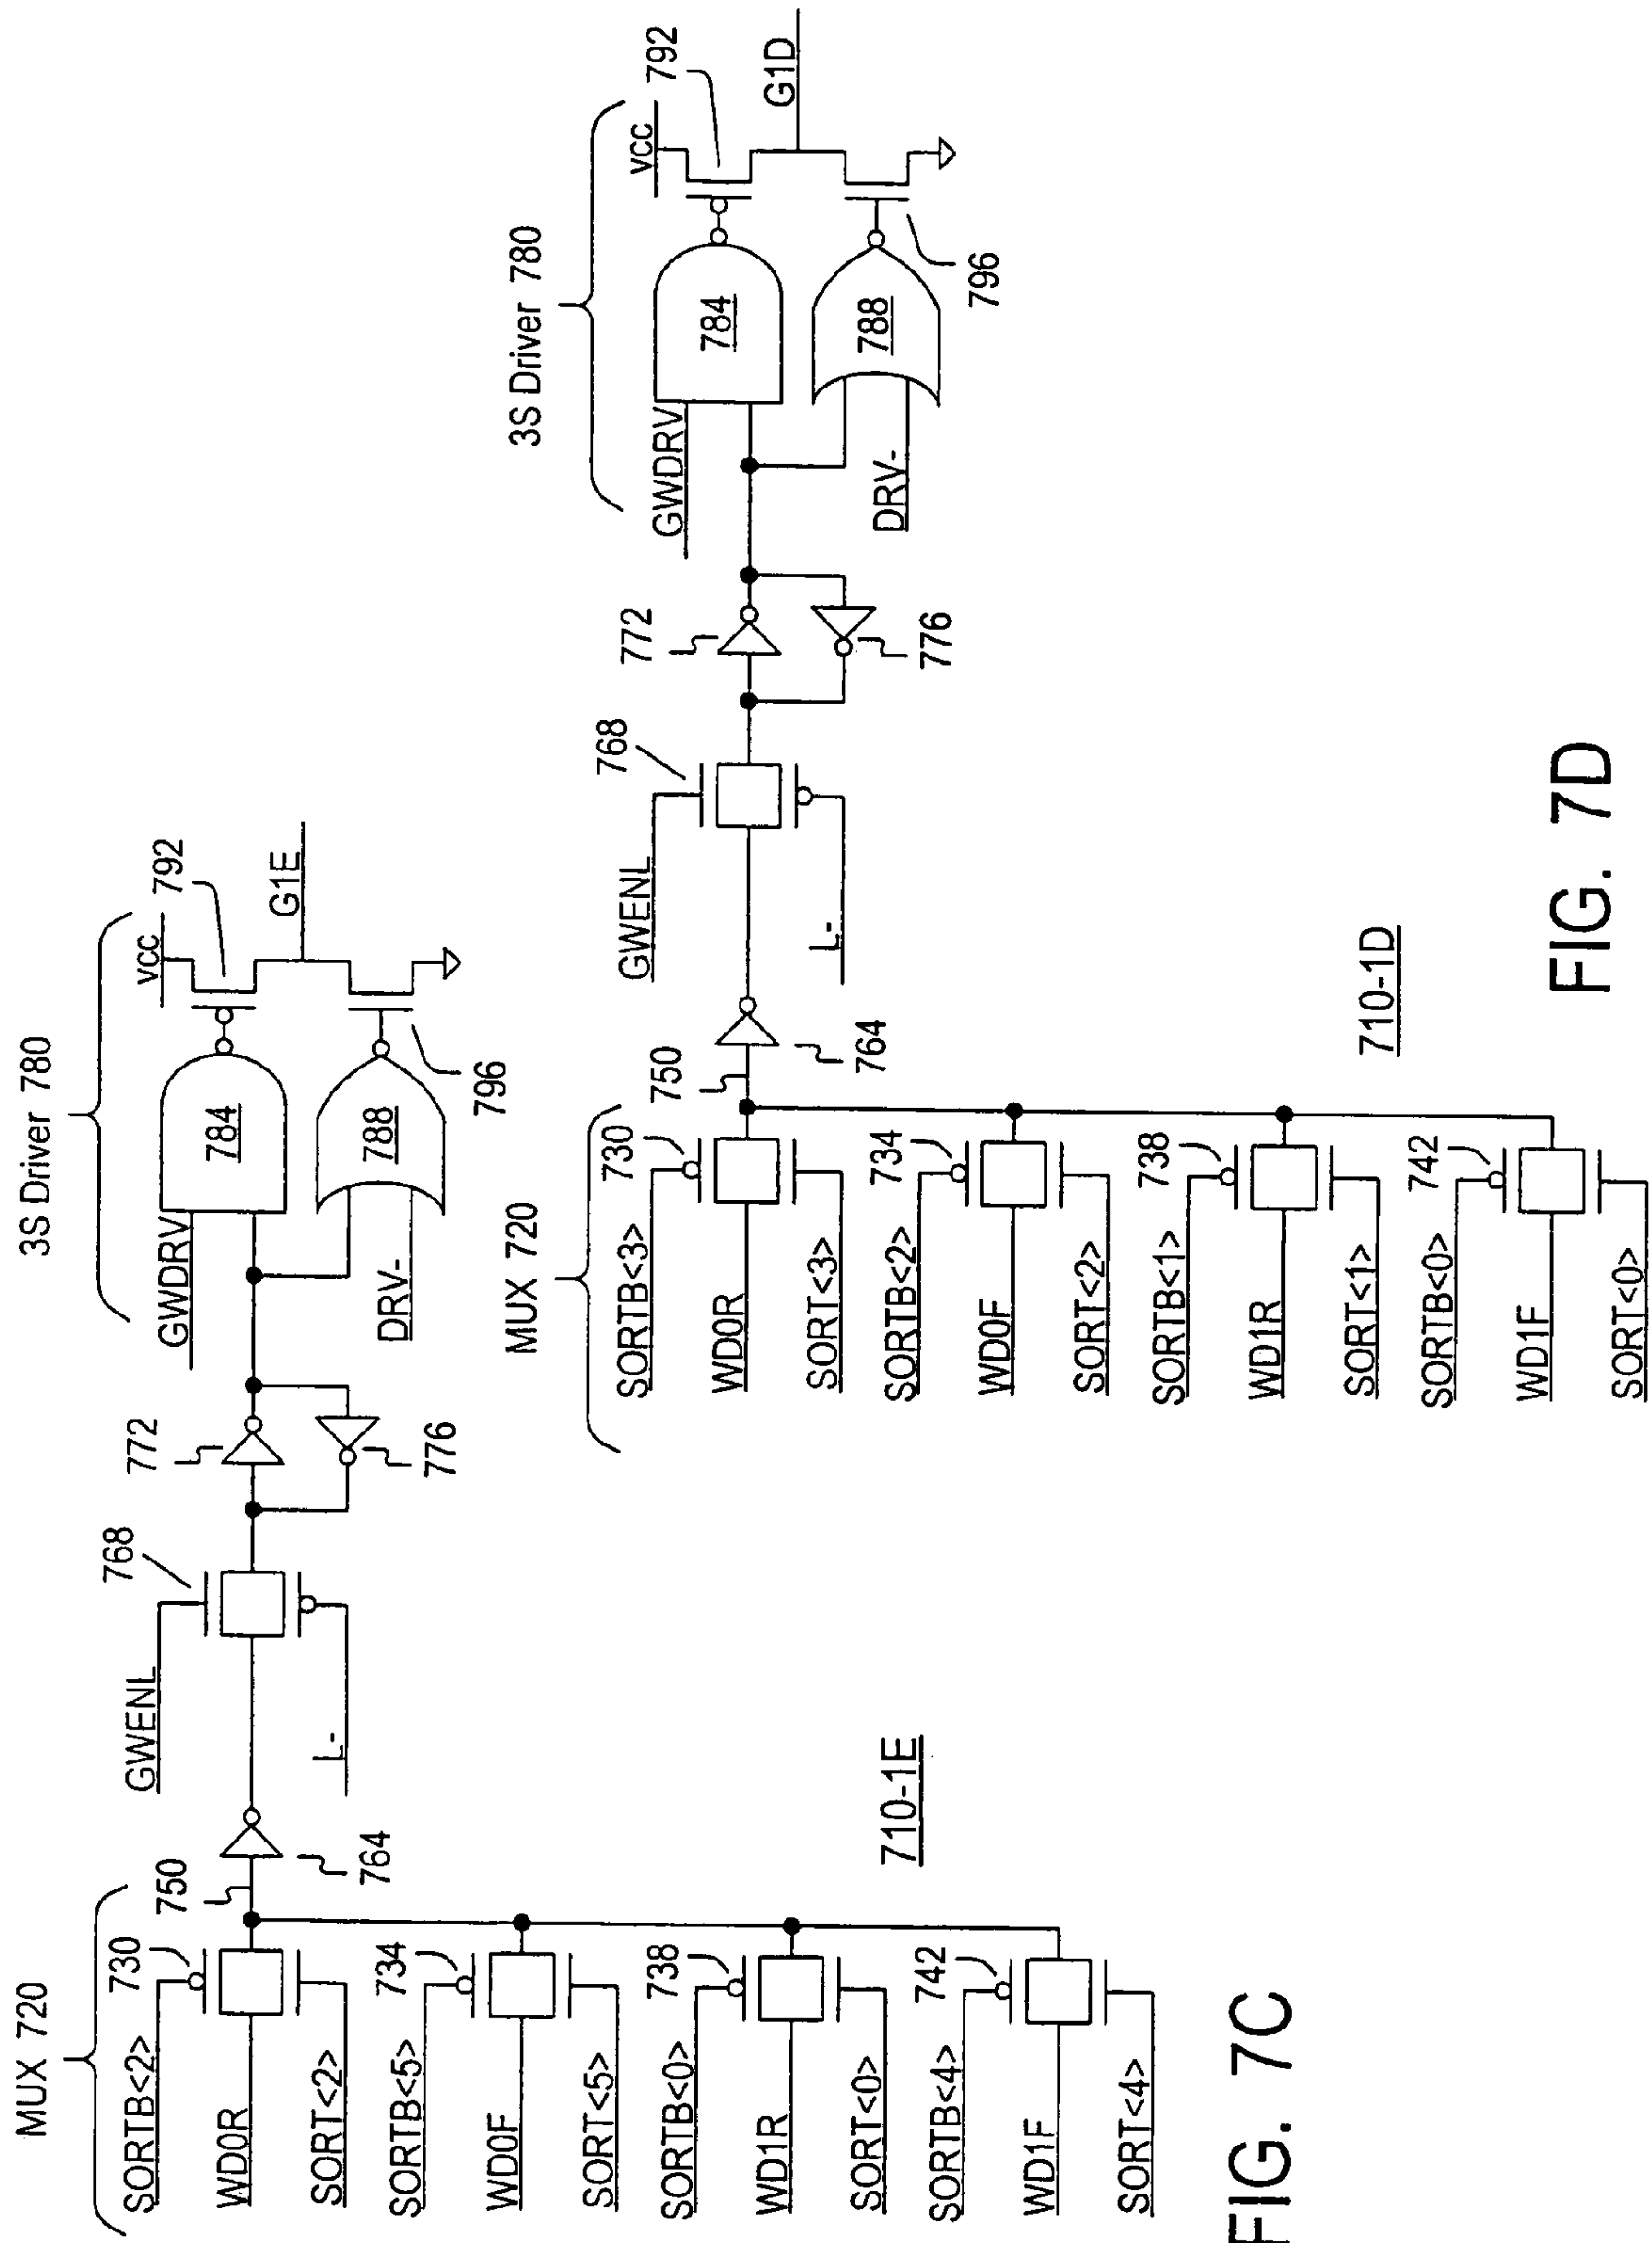 MUX 720
SORTB<2>
730
WD0R
SORT<2>
SORTB<5>
734
WD0F
SORT<5>
SORTB<0>
738
WD1R
SORT<0>
SORTB<4>
742
WD1F
SORT<4>
750
764
GWENL
L-
768
772
776
3S Driver 780
GWDRV
784
788
DRV-
VCC
792
796
G1E
710-1E
FIG. 7C
MUX 720
SORTB<3>
730
WD0R
SORT<3>
SORTB<2>
734
WD0F
SORT<2>
SORTB<1>
738
WD1R
SORT<1>
SORTB<0>
742
WD1F
SORT<0>
750
764
GWENL
L-
768
772
776
3S Driver 780
GWDRV
784
788
DRV-
VCC
792
796
G1D
710-1D
FIG. 7D